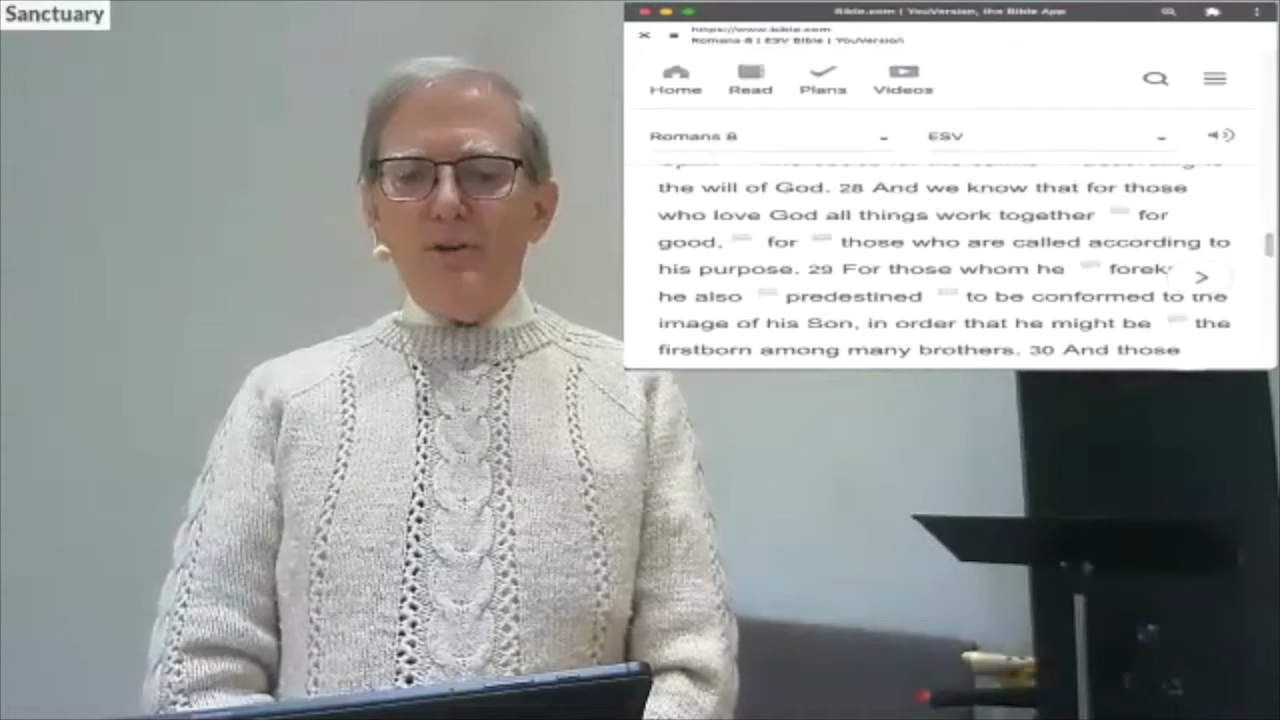 Sanctuary
Bible.com | YouVersion, the Bible App
https://www.bible.com
Romans 8 | ESV Bible | YouVersion
Home Read Plans Videos
Romans 8 ESV
the will of God. 28 And we know that for those
who love God all things work together for
good, for those who are called according to
his purpose. 29 For those whom he forek
he also predestined to be conformed to the
image of his Son, in order that he might be the
firstborn among many brothers. 30 And those